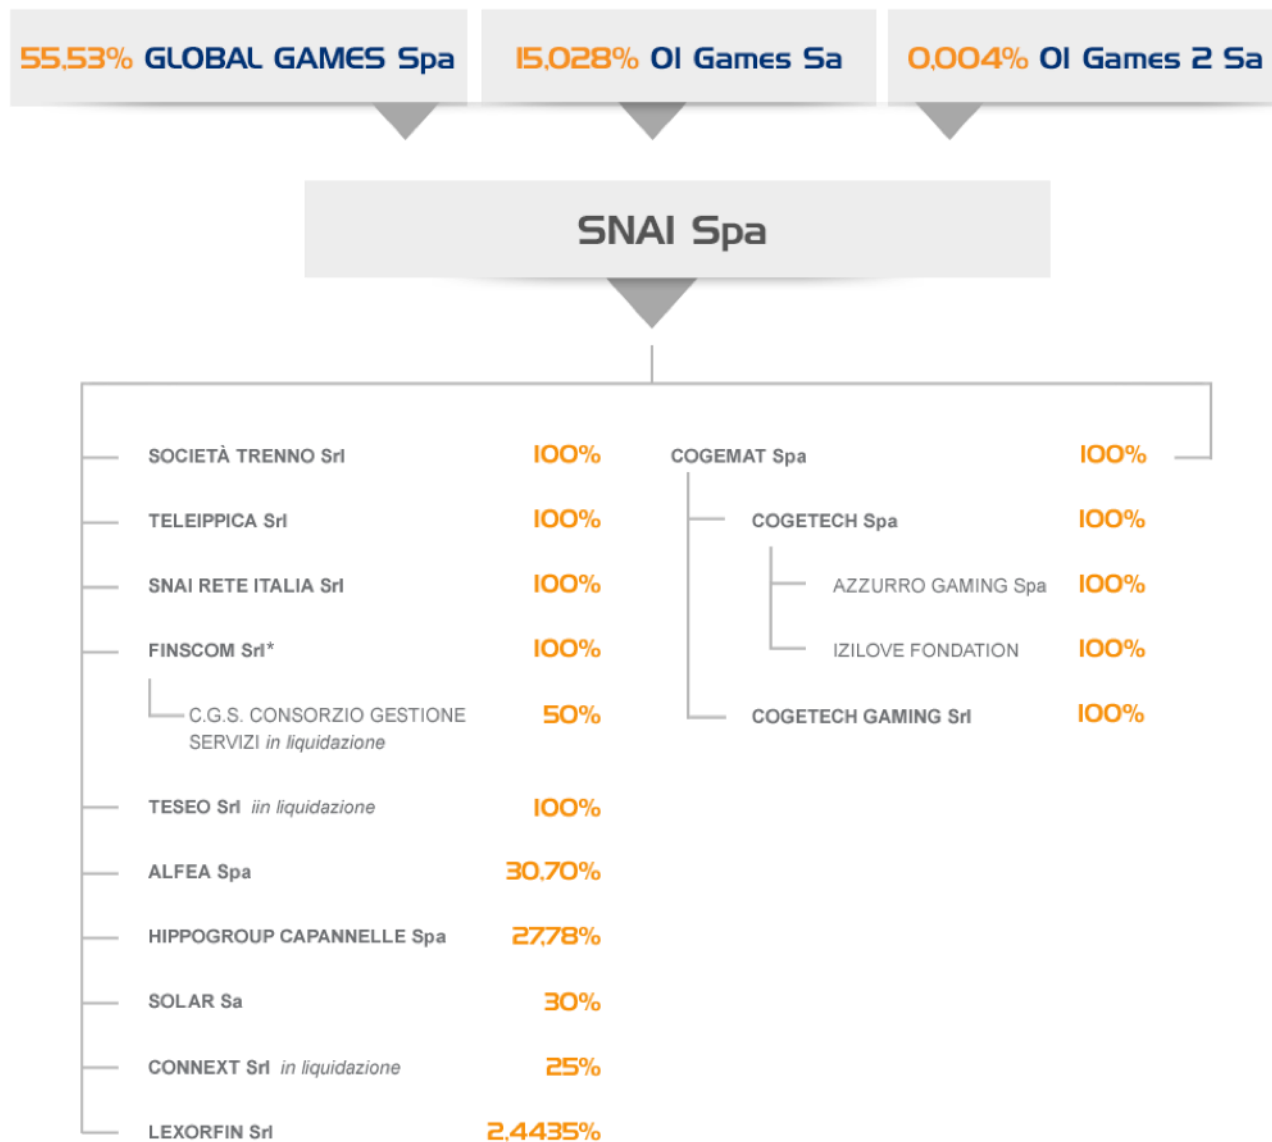 55,53% GLOBAL GAMES Spa
15,028% OI Games Sa
0,004% OI Games 2 Sa
SNAI Spa
SOCIETÀ TRENNO Srl 100%
TELEIPPICA Srl 100%
SNAI RETE ITALIA Srl 100%
FINSCOM Srl* 100%
C.G.S. CONSORZIO GESTIONE 50%
SERVIZI in liquidazione
TESEO Srl iin liquidazione 100%
ALFEA Spa 30,70%
HIPPOGROUP CAPANNELLE Spa 27,78%
SOLAR Sa 30%
CONNEXT Srl in liquidazione 25%
LEXORFIN Srl 2,4435%
COGEMAT Spa 100%
COGETECH Spa 100%
AZZURRO GAMING Spa 100%
IZILOVE FONDATION 100%
COGETECH GAMING Srl 100%